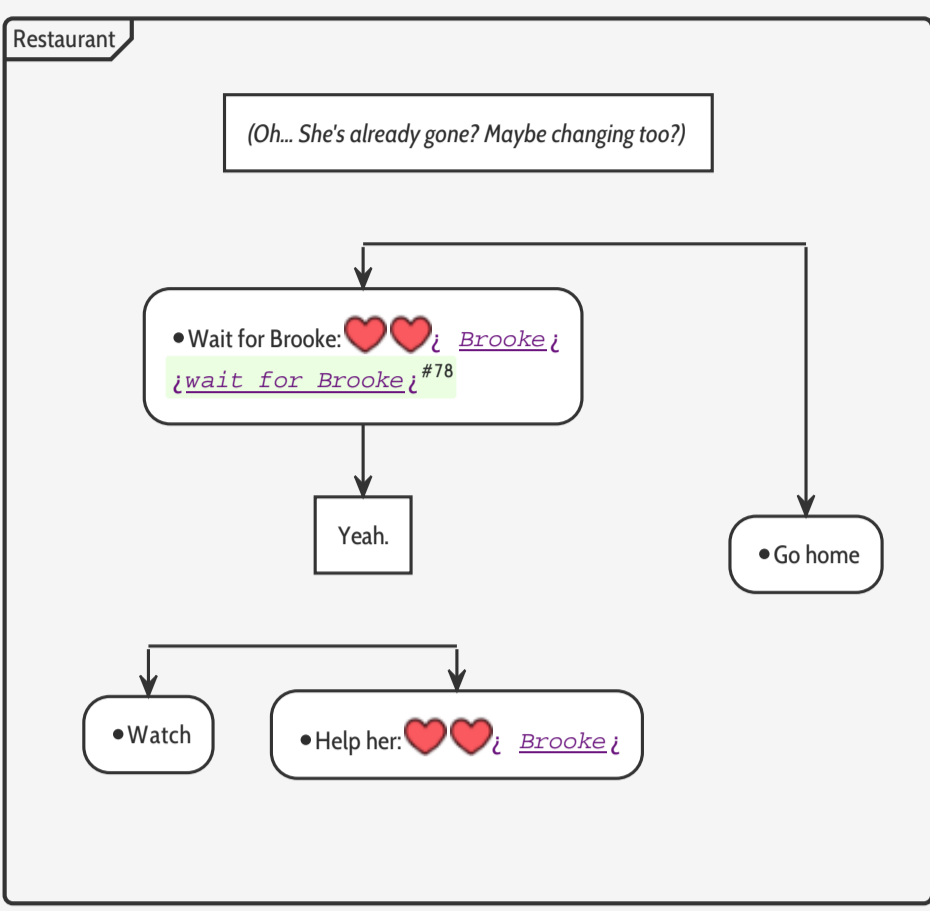 Restaurant
(Oh... She's already gone? Maybe changing too?)
•Wait for Brooke: ¿ Brooke¿
¿wait for Brooke¿#78
Yeah.
•Go home
•Watch
•Help her: ¿ Brooke¿